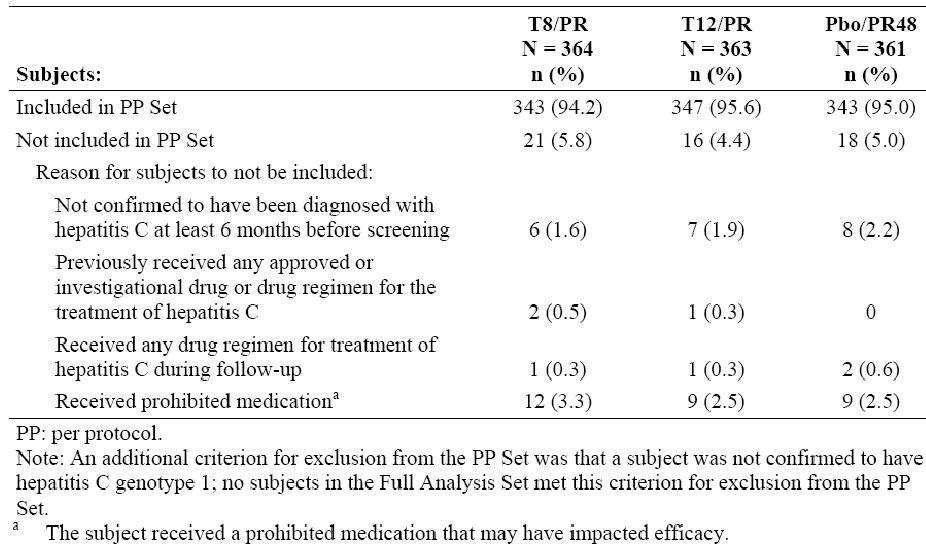 T8/PR T12/PR Pbo/PR48
N = 364 N = 363 N = 361
Subjects: n (%) n (%) n (%)
Included in PP Set 343 (94.2) 347 (95.6) 343 (95.0)
Not included in PP Set 21 (5.8) 16 (4.4) 18 (5.0)
Reason for subjects to not be included:
Not confirmed to have been diagnosed with
hepatitis C at least 6 months before screening 6 (1.6) 7 (1.9) 8 (2.2)
Previously received any approved or
investigational drug or drug regimen for the
treatment of hepatitis C 2 (0.5) 1 (0.3) 0
Received any drug regimen for treatment of
hepatitis C during follow-up 1 (0.3) 1 (0.3) 2 (0.6)
Received prohibited medicationª 12 (3.3) 9 (2.5) 9 (2.5)
PP: per protocol.
Note: An additional criterion for exclusion from the PP Set was that a subject was not confirmed to have
hepatitis C genotype 1; no subjects in the Full Analysis Set met this criterion for exclusion from the PP
Set.
ª The subject received a prohibited medication that may have impacted efficacy.